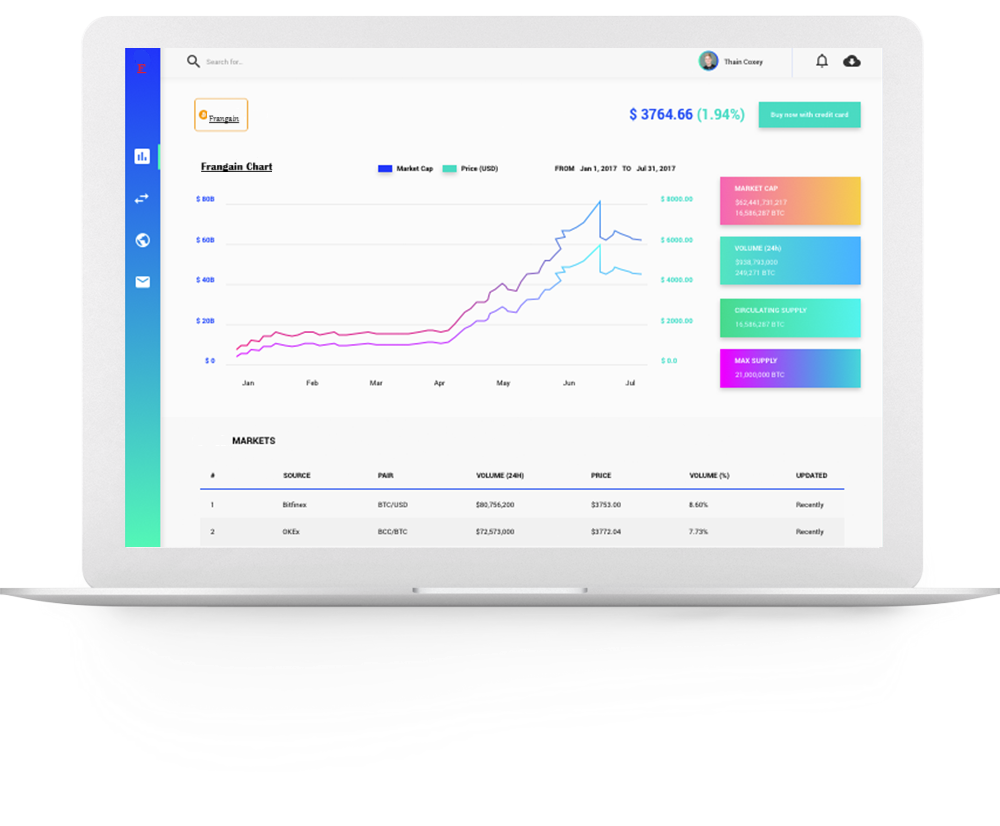 F
Search for...
Thain Coxey
Frangain
$ 3764.66 (1.94%)
Buy now with credit card
Frangain Chart
Market Cap
Price (USD)
FROM Jan 1, 2017 TO Jul 31, 2017
$ 80B
$ 60B
$ 40B
$ 20B
$ 0
$ 8000.00
$ 6000.00
$ 4000.00
$ 2000.00
$ 0.0
Jan Feb Mar Apr May Jun Jul
MARKET CAP
$62,441,731,217
16,586,287 BTC
VOLUME (24h)
$938,793,000
249,271 BTC
CIRCULATING SUPPLY
16,586,287 BTC
MAX SUPPLY
21,000,000 BTC
MARKETS
# SOURCE PAIR VOLUME (24H) PRICE VOLUME (%) UPDATED
1 Bitfinex BTC/USD $80,756,200 $3753.00 8.60% Recently
2 OKEx BCC/BTC $72,573,000 $3772.04 7.73% Recently